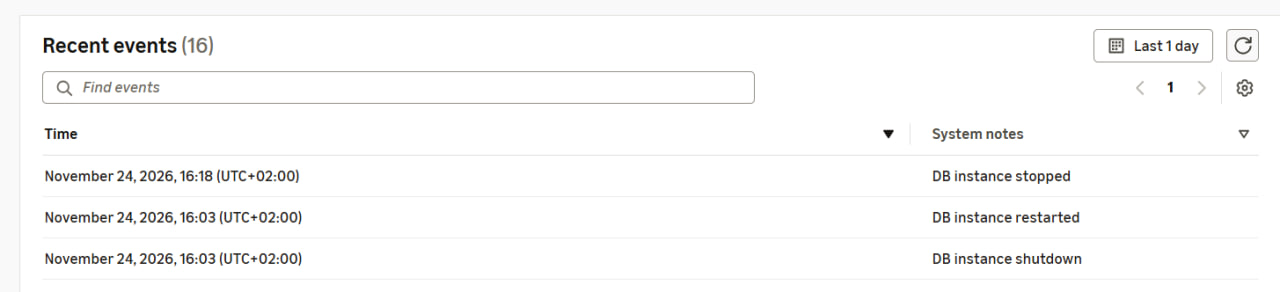 Recent events (16)
Last 1 day
Find events
1
Time
System notes
November 24, 2026, 16:18 (UTC+02:00)
DB instance stopped
November 24, 2026, 16:03 (UTC+02:00)
DB instance restarted
November 24, 2026, 16:03 (UTC+02:00)
DB instance shutdown